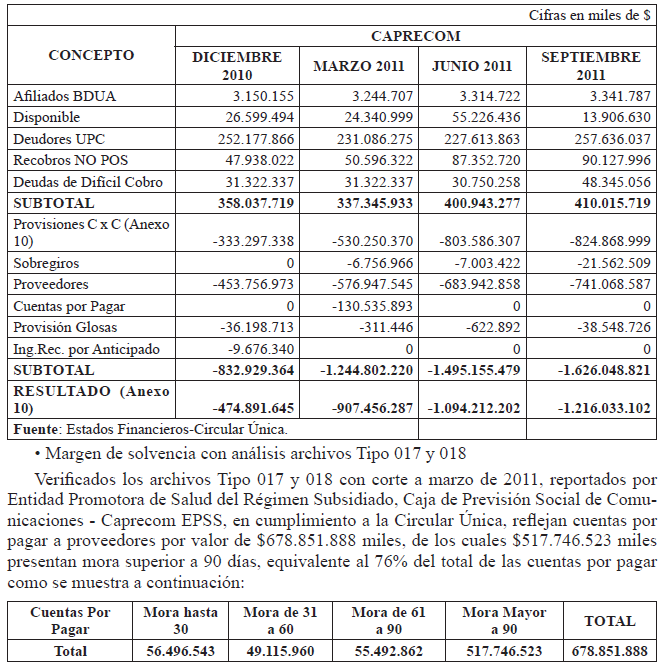 Cifras en miles de $
CONCEPTO
CAPRECOM
DICIEMBRE 2010 MARZO 2011 JUNIO 2011 SEPTIEMBRE 2011
Afiliados BDUA 3.150.155 3.244.707 3.314.722 3.341.787
Disponible 26.599.494 24.340.999 55.226.436 13.906.630
Deudores UPC 252.177.866 231.086.275 227.613.863 257.636.037
Recobros NO POS 47.938.022 50.596.322 87.352.720 90.127.996
Deudas de Difícil Cobro 31.322.337 31.322.337 30.750.258 48.345.056
SUBTOTAL 358.037.719 337.345.933 400.943.277 410.015.719
Provisiones C x C (Anexo
10) -333.297.338 -530.250.370 -803.586.307 -824.868.999
Sobregiros 0 -6.756.966 -7.003.422 -21.562.509
Proveedores -453.756.973 -576.947.545 -683.942.858 -741.068.587
Cuentas por Pagar 0 -130.535.893 0 0
Provisión Glosas -36.198.713 -311.446 -622.892 -38.548.726
Ing.Rec. por Anticipado -9.676.340 0 0 0
SUBTOTAL -832.929.364 -1.244.802.220 -1.495.155.479 -1.626.048.821
RESULTADO (Anexo
10) -474.891.645 -907.456.287 -1.094.212.202 -1.216.033.102
Fuente: Estados Financieros-Circular Única.
• Margen de solvencia con análisis archivos Tipo 017 y 018
Verificados los archivos Tipo 017 y 018 con corte a marzo de 2011, reportados por
Entidad Promotora de Salud del Régimen Subsidiado, Caja de Previsión Social de Comu-
nicaciones - Caprecom EPSS, en cumplimiento a la Circular Única, reflejan cuentas por
pagar a proveedores por valor de $678.851.888 miles, de los cuales $517.746.523 miles
presentan mora superior a 90 días, equivalente al 76% del total de las cuentas por pagar
como se muestra a continuación:
Cuentas Por Pagar Mora hasta 30 Mora de 31 a 60 Mora de 61 a 90 Mora Mayor a 90 TOTAL
Total 56.496.543 49.115.960 55.492.862 517.746.523 678.851.888